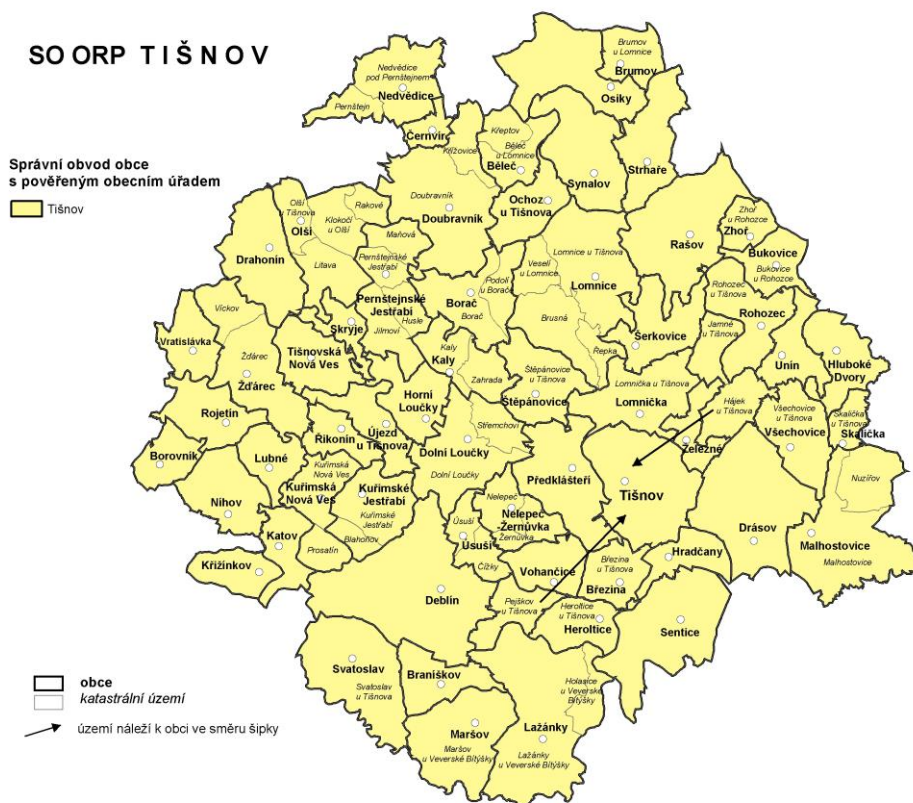 SO ORP TIŠNOV
Správní obvod obce
s pověřeným obecním úřadem
Tišnov
Brumov
u Lomnice
Brumov
Osiky
Nedvědice
pod Pernštejnem
Nedvědice
Pernštejn
Černvír
Křížovice
Křeptov
Běleč
u Lomnice
Běleč
Synalov
Strhaře
Ochoz
u Tišnova
Doubravník
Doubravník
Olší
u Tišnova
Olší
Klokočí
u Olší
Rakové
Maňová
Litava
Drahonín
Pernštejnské
Jestřabí
Pernštejnské
Jestřabí
Jilmoví
Husle
Skryje
Borač
Borač
Podolí
u Borače
Veselí
u Lomnice
Lomnice u Tišnova
Lomnice
Brusná
Řepka
Rašov
Zhoř
u Rohozce
Zhoř
Bukovice
Bukovice
u Rohozce
Rohozec
u Tišnova
Rohozec
Jamné
u Tišnova
Šerkovice
Unín
Hluboké
Dvory
Víckov
Vratislávka
Žďárec
Žďárec
Tišnovská
Nová Ves
Kaly
Kaly
Zahrada
Štěpánovice
u Tišnova
Štěpánovice
Lomnička u Tišnova
Lomnička
Hájek
u Tišnova
Železné
Všechovice
u Tišnova
Všechovice
Skalička
u Tišnova
Skalička
Nuzířov
Rojetín
Borovník
Lubné
Řikonín
Újezd
u Tišnova
Horní
Loučky
Střemchoví
Dolní Loučky
Dolní Loučky
Předklášteří
Tišnov
Kuřimská
Nová Ves
Kuřimská
Nová Ves
Kuřimské
Jestřabí
Kuřimské
Jestřabí
Blahoňov
Prosatín
Níhov
Katov
Křižínkov
Nelepeč
Nelepeč
-Žernůvka
Žernůvka
Úsuší
Úsuší
Čížky
Vohančice
Březina
u Tišnova
Březina
Hradčany
Drásov
Malhostovice
Malhostovice
Deblín
Pejškov
u Tišnova
Heroltice
u Tišnova
Heroltice
Sentice
Svatoslav
Svatoslav
u Tišnova
Braniškov
Maršov
Maršov
u Veverské Bítýšky
Holasice
u Veverské
Bítýšky
Lažánky
Lažánky
u Veverské Bítýšky
obce
katastrální území
území náleží k obci ve směru šipky